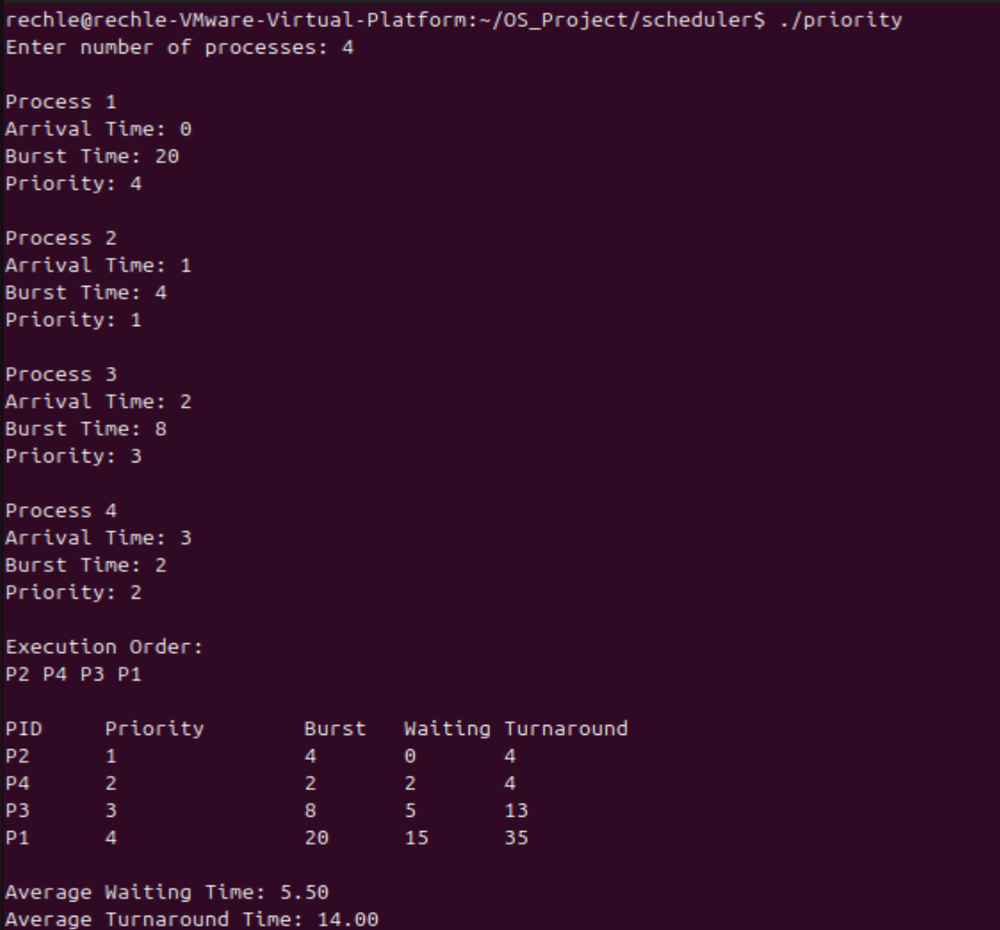 rechle@rechle-VMware-Virtual-Platform:~/OS_Project/scheduler$ ./priority
Enter number of processes: 4
Process 1
Arrival Time: 0
Burst Time: 20
Priority: 4
Process 2
Arrival Time: 1
Burst Time: 4
Priority: 1
Process 3
Arrival Time: 2
Burst Time: 8
Priority: 3
Process 4
Arrival Time: 3
Burst Time: 2
Priority: 2
Execution Order:
P2 P4 P3 P1
PID Priority Burst Waiting Turnaround
P2 1 4 0 4
P4 2 2 2 4
P3 3 8 5 13
P1 4 20 15 35
Average Waiting Time: 5.50
Average Turnaround Time: 14.00